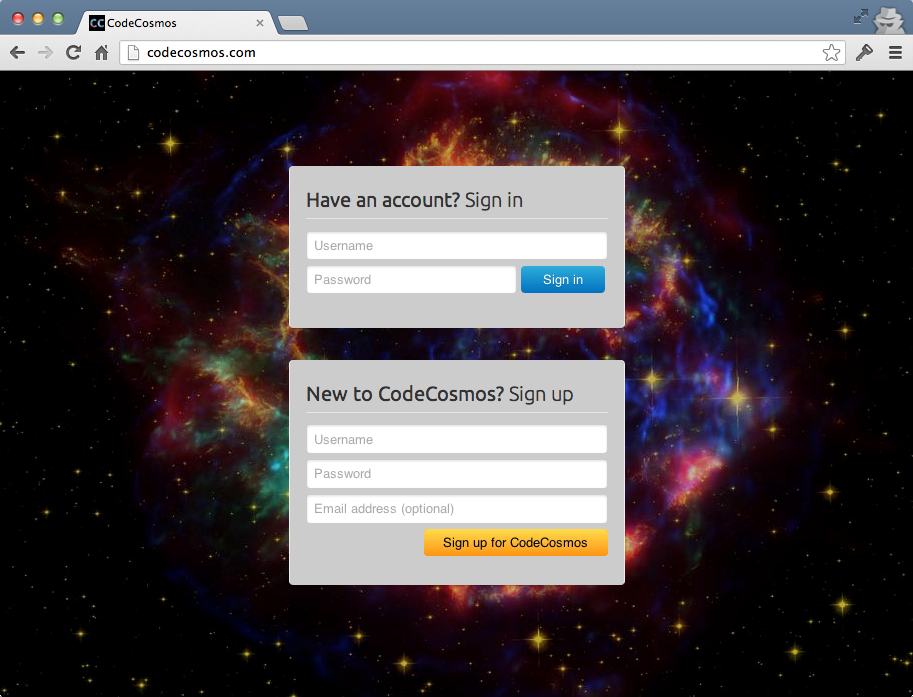 CC CodeCosmos
codecosmos.com
Have an account? Sign in
Username
Password
Sign in
New to CodeCosmos? Sign up
Username
Password
Email address (optional)
Sign up for CodeCosmos